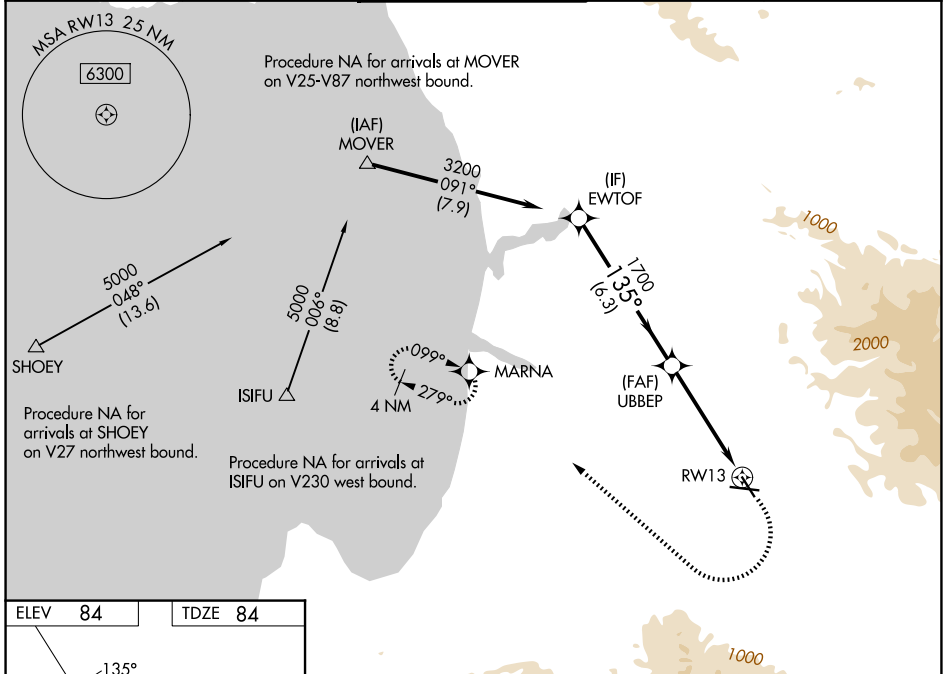 MSA RW13 25 NM
6300
Procedure NA for arrivals at MOVER
on V25-V87 northwest bound.
(IAF)
MOVER
3200
091°
(7.9)
(IF)
EWTOF
1000
5000
048°
(13.6)
5000
006°
(8.8)
1700
135°
(6.3)
2000
SHOEY
ISIFU
099°
279°
4 NM
MARNA
(FAF)
UBBEP
Procedure NA for
arrivals at SHOEY
on V27 northwest bound.
Procedure NA for arrivals at
ISIFU on V230 west bound.
RW13
ELEV 84
TDZE 84
135°
1000